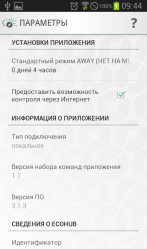 09:44
ПАРАМЕТРЫ
?
УСТАНОВКИ ПРИЛОЖЕНИЯ
Стандартный режим AWAY (НЕТ НА М
0 дней 4 часов
Предоставить возможность
контроля через Интернет
ИНФОРМАЦИЯ О ПРИЛОЖЕНИИ
Тип подключения
локальное
Версия набора команд приложения
1.1
Версия ПО
3.1.3
СВЕДЕНИЯ О ECOHUB
Идентификатор